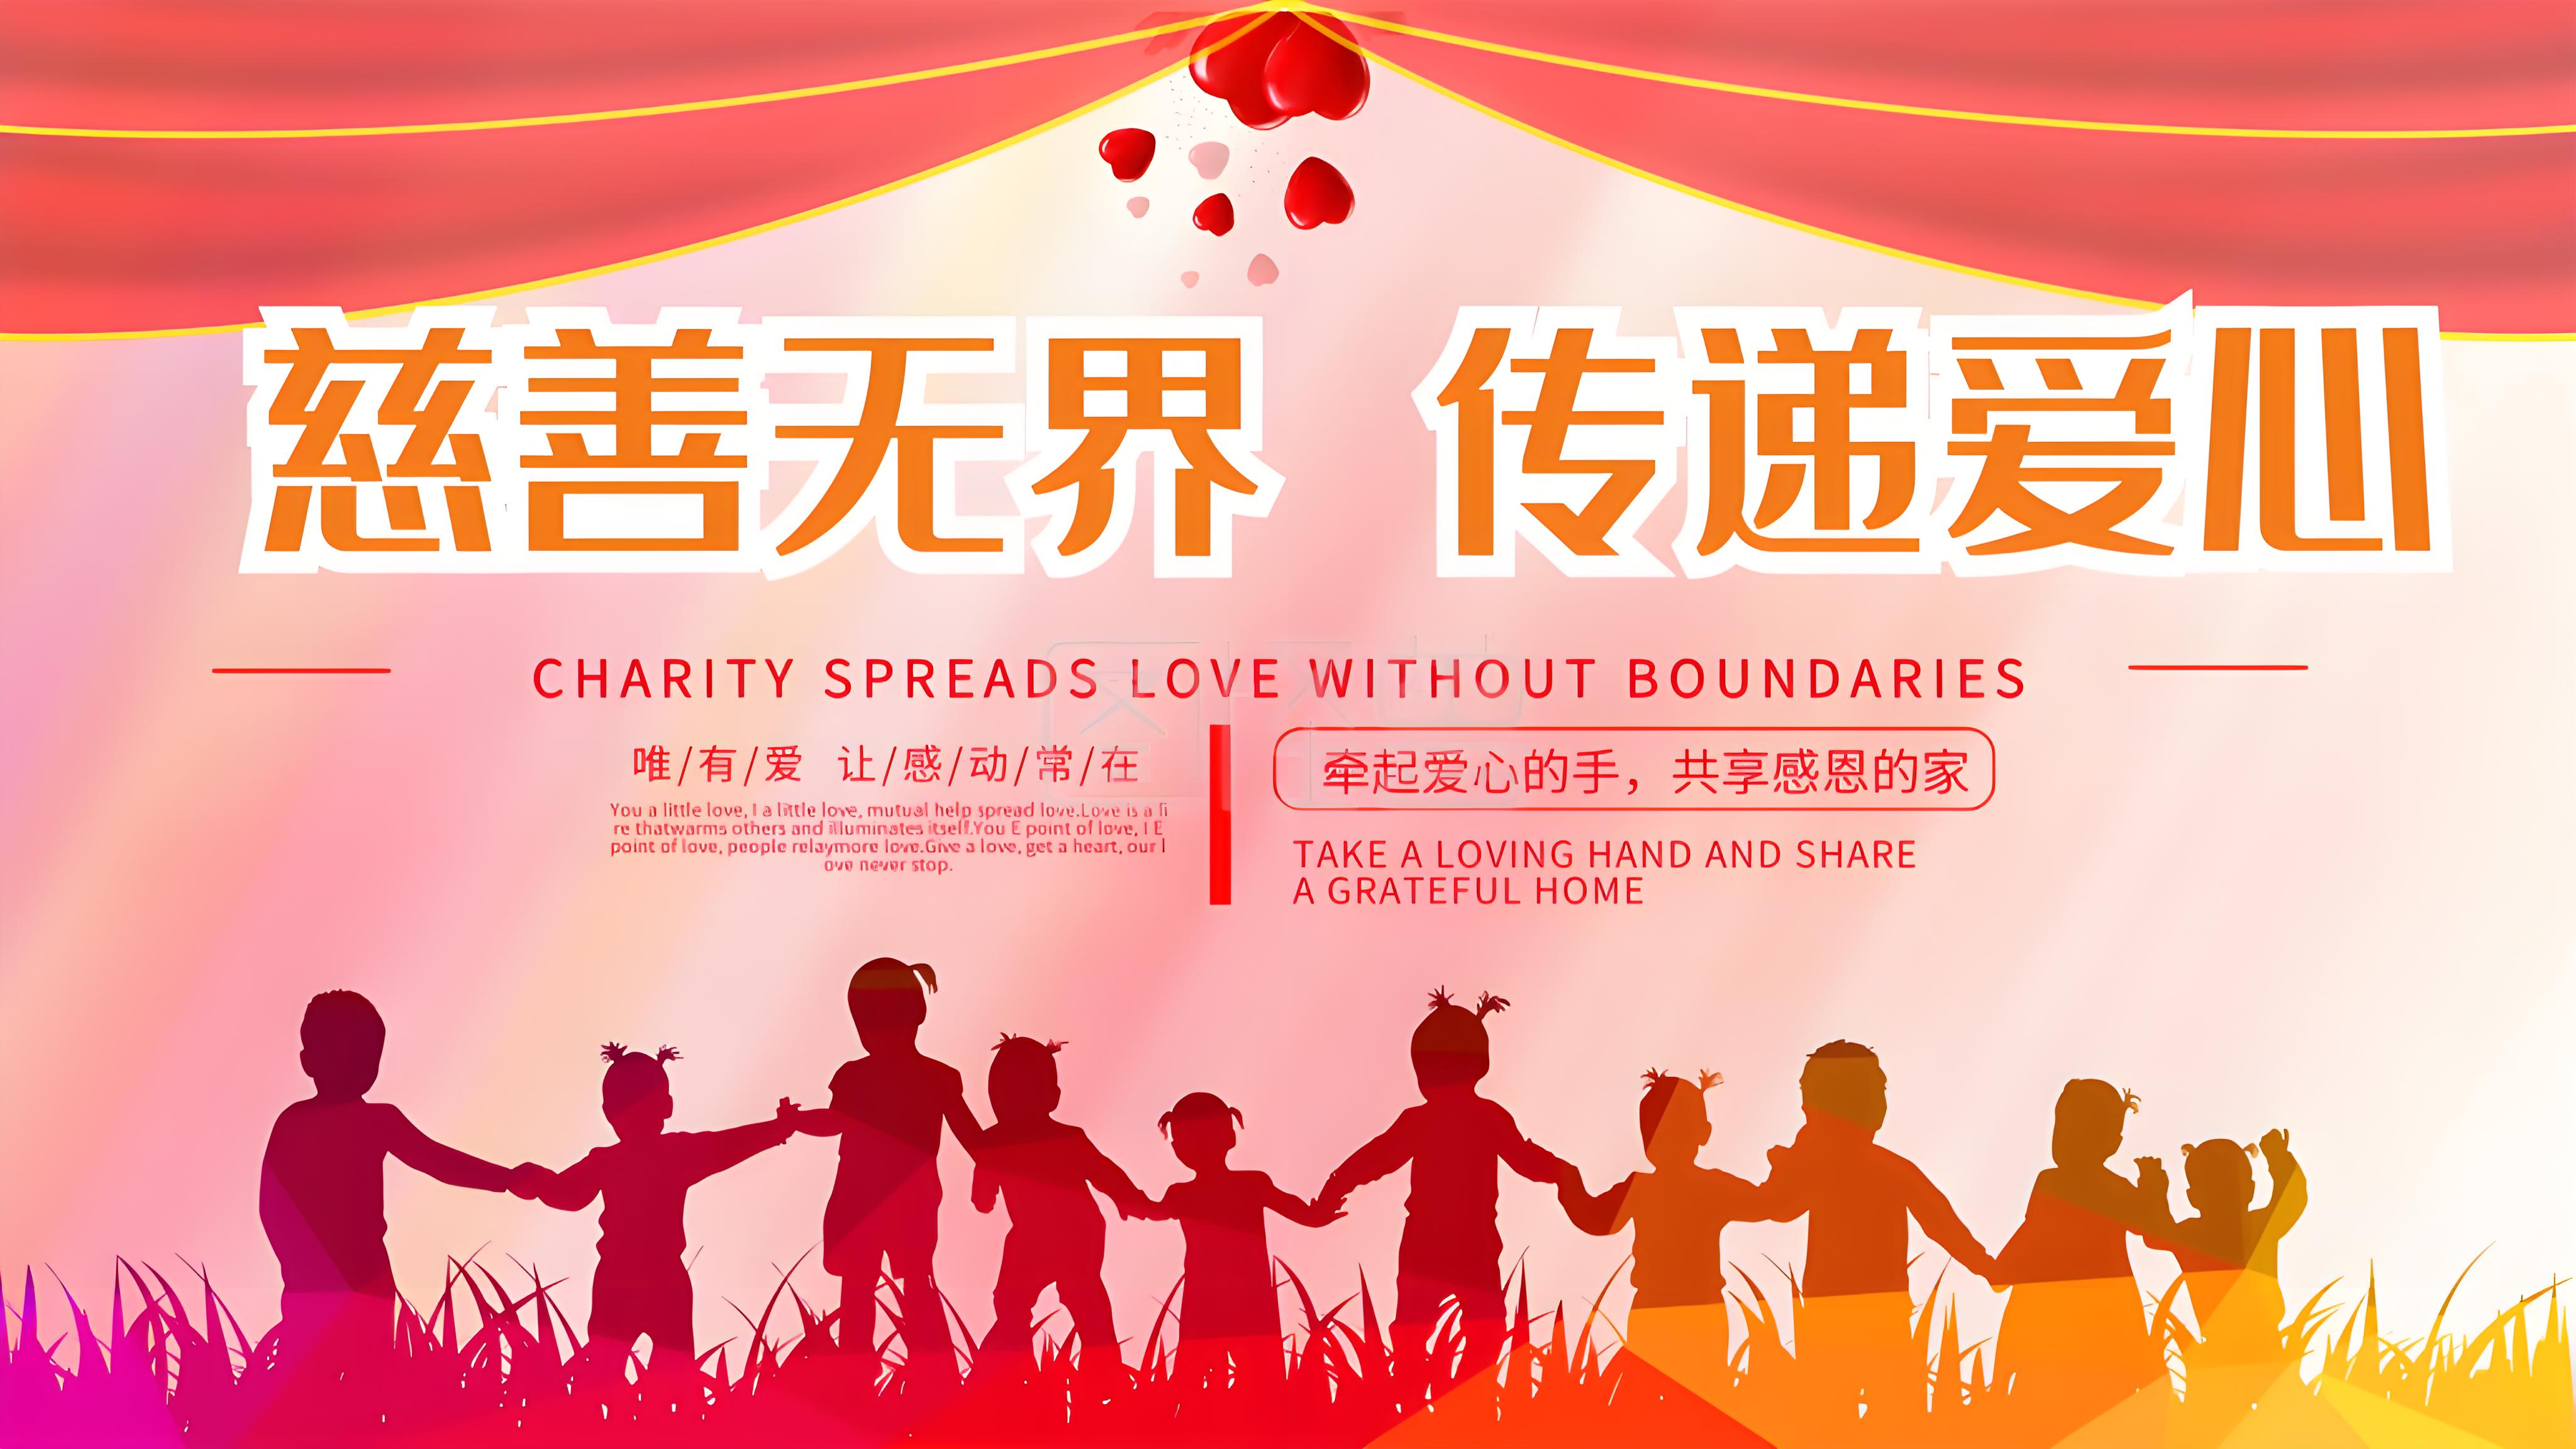 慈善无界 传递爱心
CHARITY SPREADS LOVE WITHOUT BOUNDARIES
唯/有/爱 让/感/动/常/在
You a little love, I a little love, mutual help spread love.Love is a fi
re thatwarms others and illuminates itself.You E point of love, I E
point of love, people relaymore love.Give a love, get a heart, our l
ove never stop.
牵起爱心的手，共享感恩的家
TAKE A LOVING HAND AND SHARE
A GRATEFUL HOME